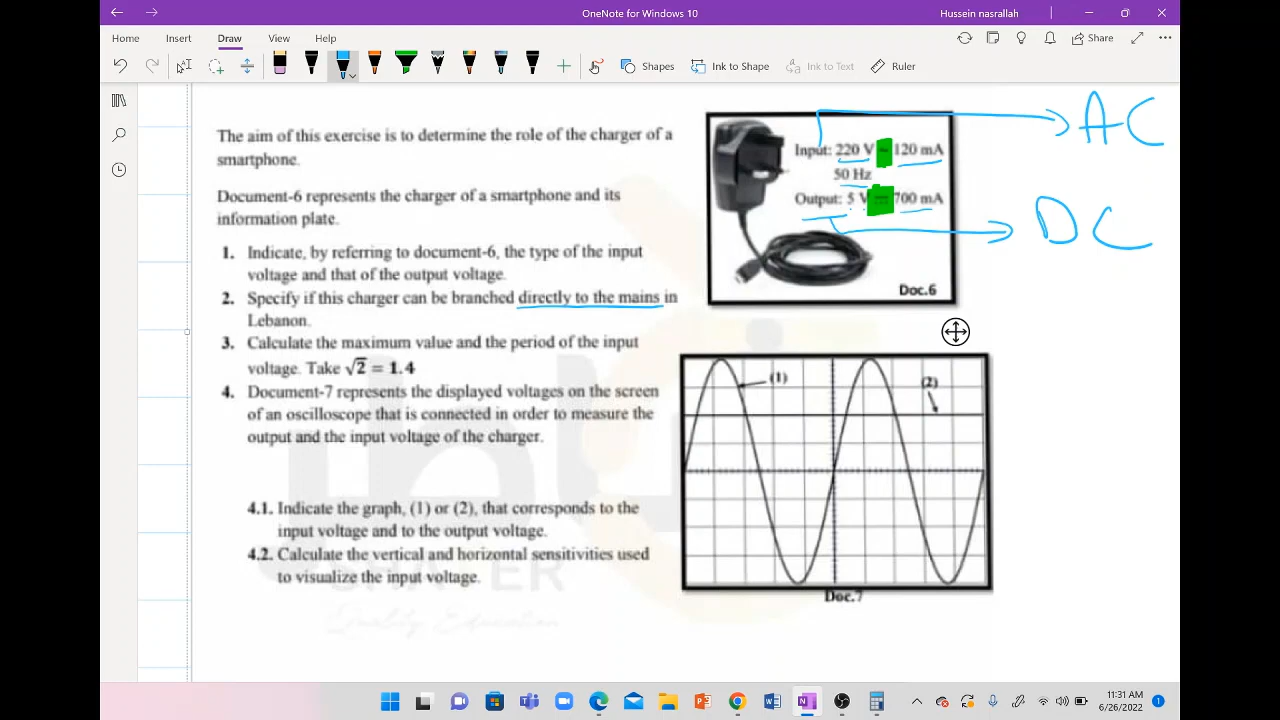 OneNote for Windows 10
Hussein nasrallah
Home Insert Draw View Help
Share
Shapes Ink to Shape Ink to Text Ruler
The aim of this exercise is to determine the role of the charger of a
smartphone.
Document-6 represents the charger of a smartphone and its
information plate.
1. Indicate, by referring to document-6, the type of the input
voltage and that of the output voltage.
2. Specify if this charger can be branched directly to the mains in
Lebanon.
3. Calculate the maximum value and the period of the input
voltage. Take √2 = 1.4
4. Document-7 represents the displayed voltages on the screen
of an oscilloscope that is connected in order to measure the
output and the input voltage of the charger.
4.1. Indicate the graph, (1) or (2), that corresponds to the
input voltage and to the output voltage.
4.2. Calculate the vertical and horizontal sensitivities used
to visualize the input voltage.
Input: 220 V 120 mA
50 Hz
Output: 5 V 700 mA
Doc.6
AC
DC
(1)
(2)
Doc.7
Quality Education
11:31 AM
6/26/2022
1